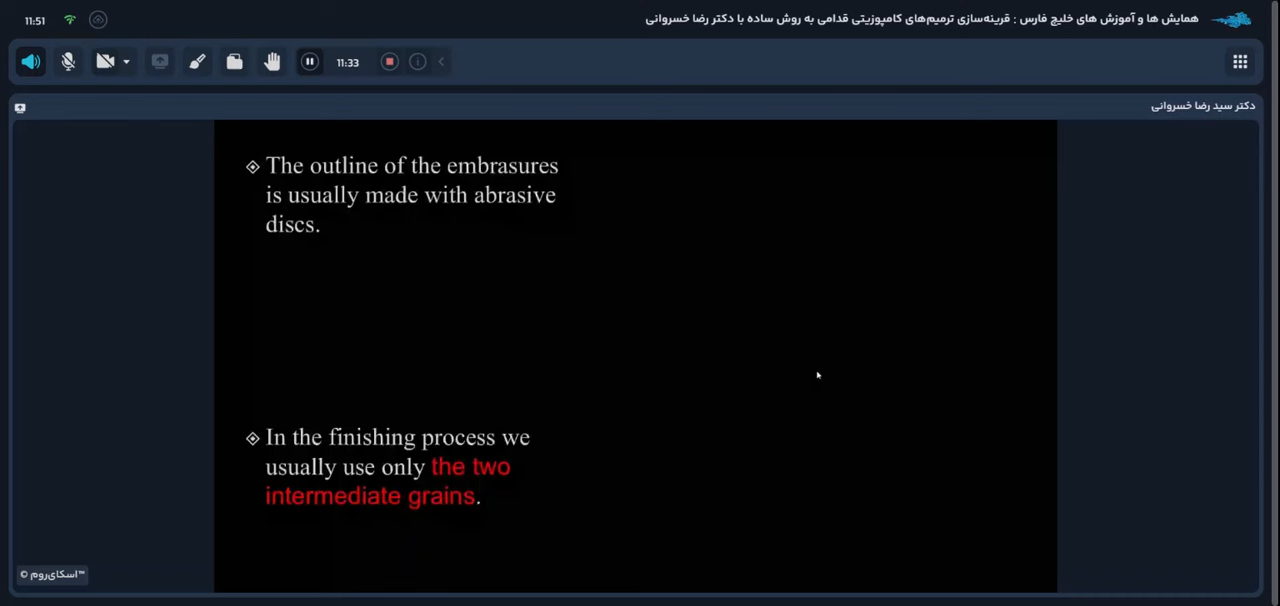 11:51
همایش ها و آموزش های خلیج فارس : قرینه‌سازی ترمیم‌های کامپوزیتی قدامی به روش ساده با دکتر رضا خسروانی
11:33
دکتر سید رضا خسروانی
The outline of the embrasures
is usually made with abrasive
discs.
In the finishing process we
usually use only the two
intermediate grains.
© اسکای‌روم™